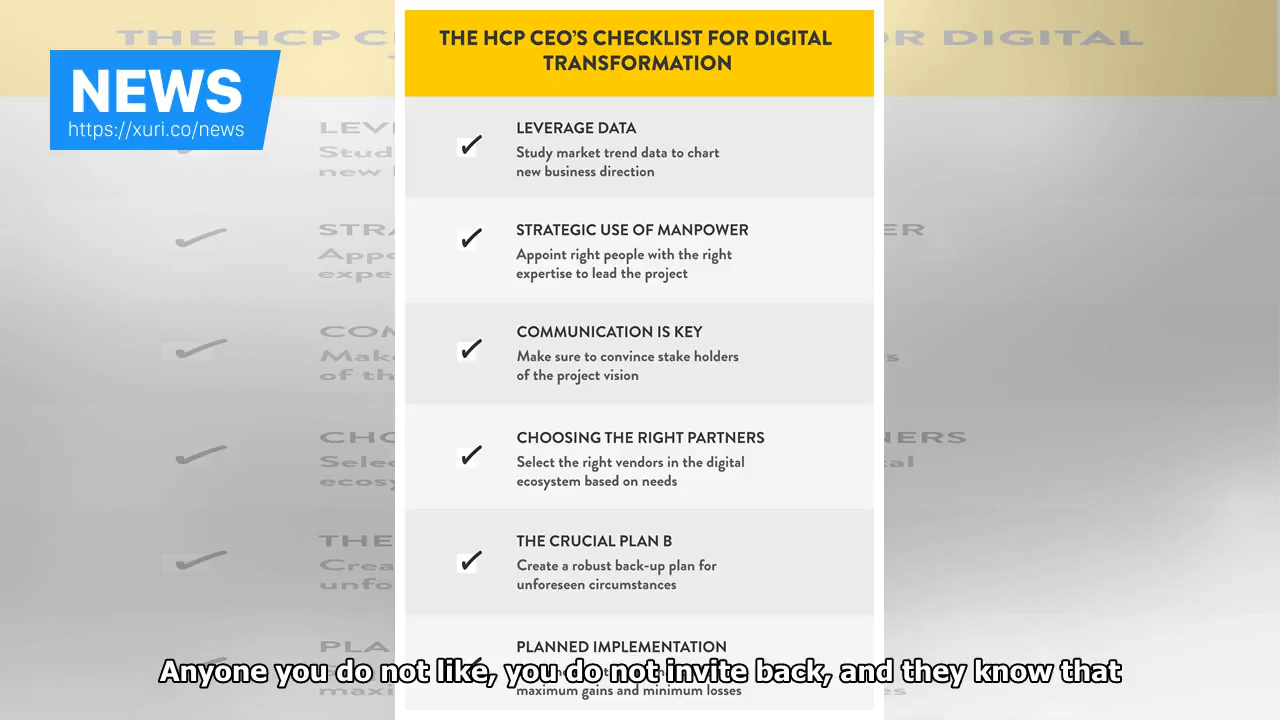 NEWS
https://xuri.co/news
THE HCP CEO'S CHECKLIST FOR DIGITAL
TRANSFORMATION
LEVERAGE DATA
Study market trend data to chart
new business direction
STRATEGIC USE OF MANPOWER
Appoint right people with the right
expertise to lead the project
COMMUNICATION IS KEY
Make sure to convince stake holders
of the project vision
CHOOSING THE RIGHT PARTNERS
Select the right vendors in the digital
ecosystem based on needs
THE CRUCIAL PLAN B
Create a robust back-up plan for
unforeseen circumstances
PLANNED IMPLEMENTATION
maximum gains and minimum losses
Anyone you do not like, you do not invite back, and they know that